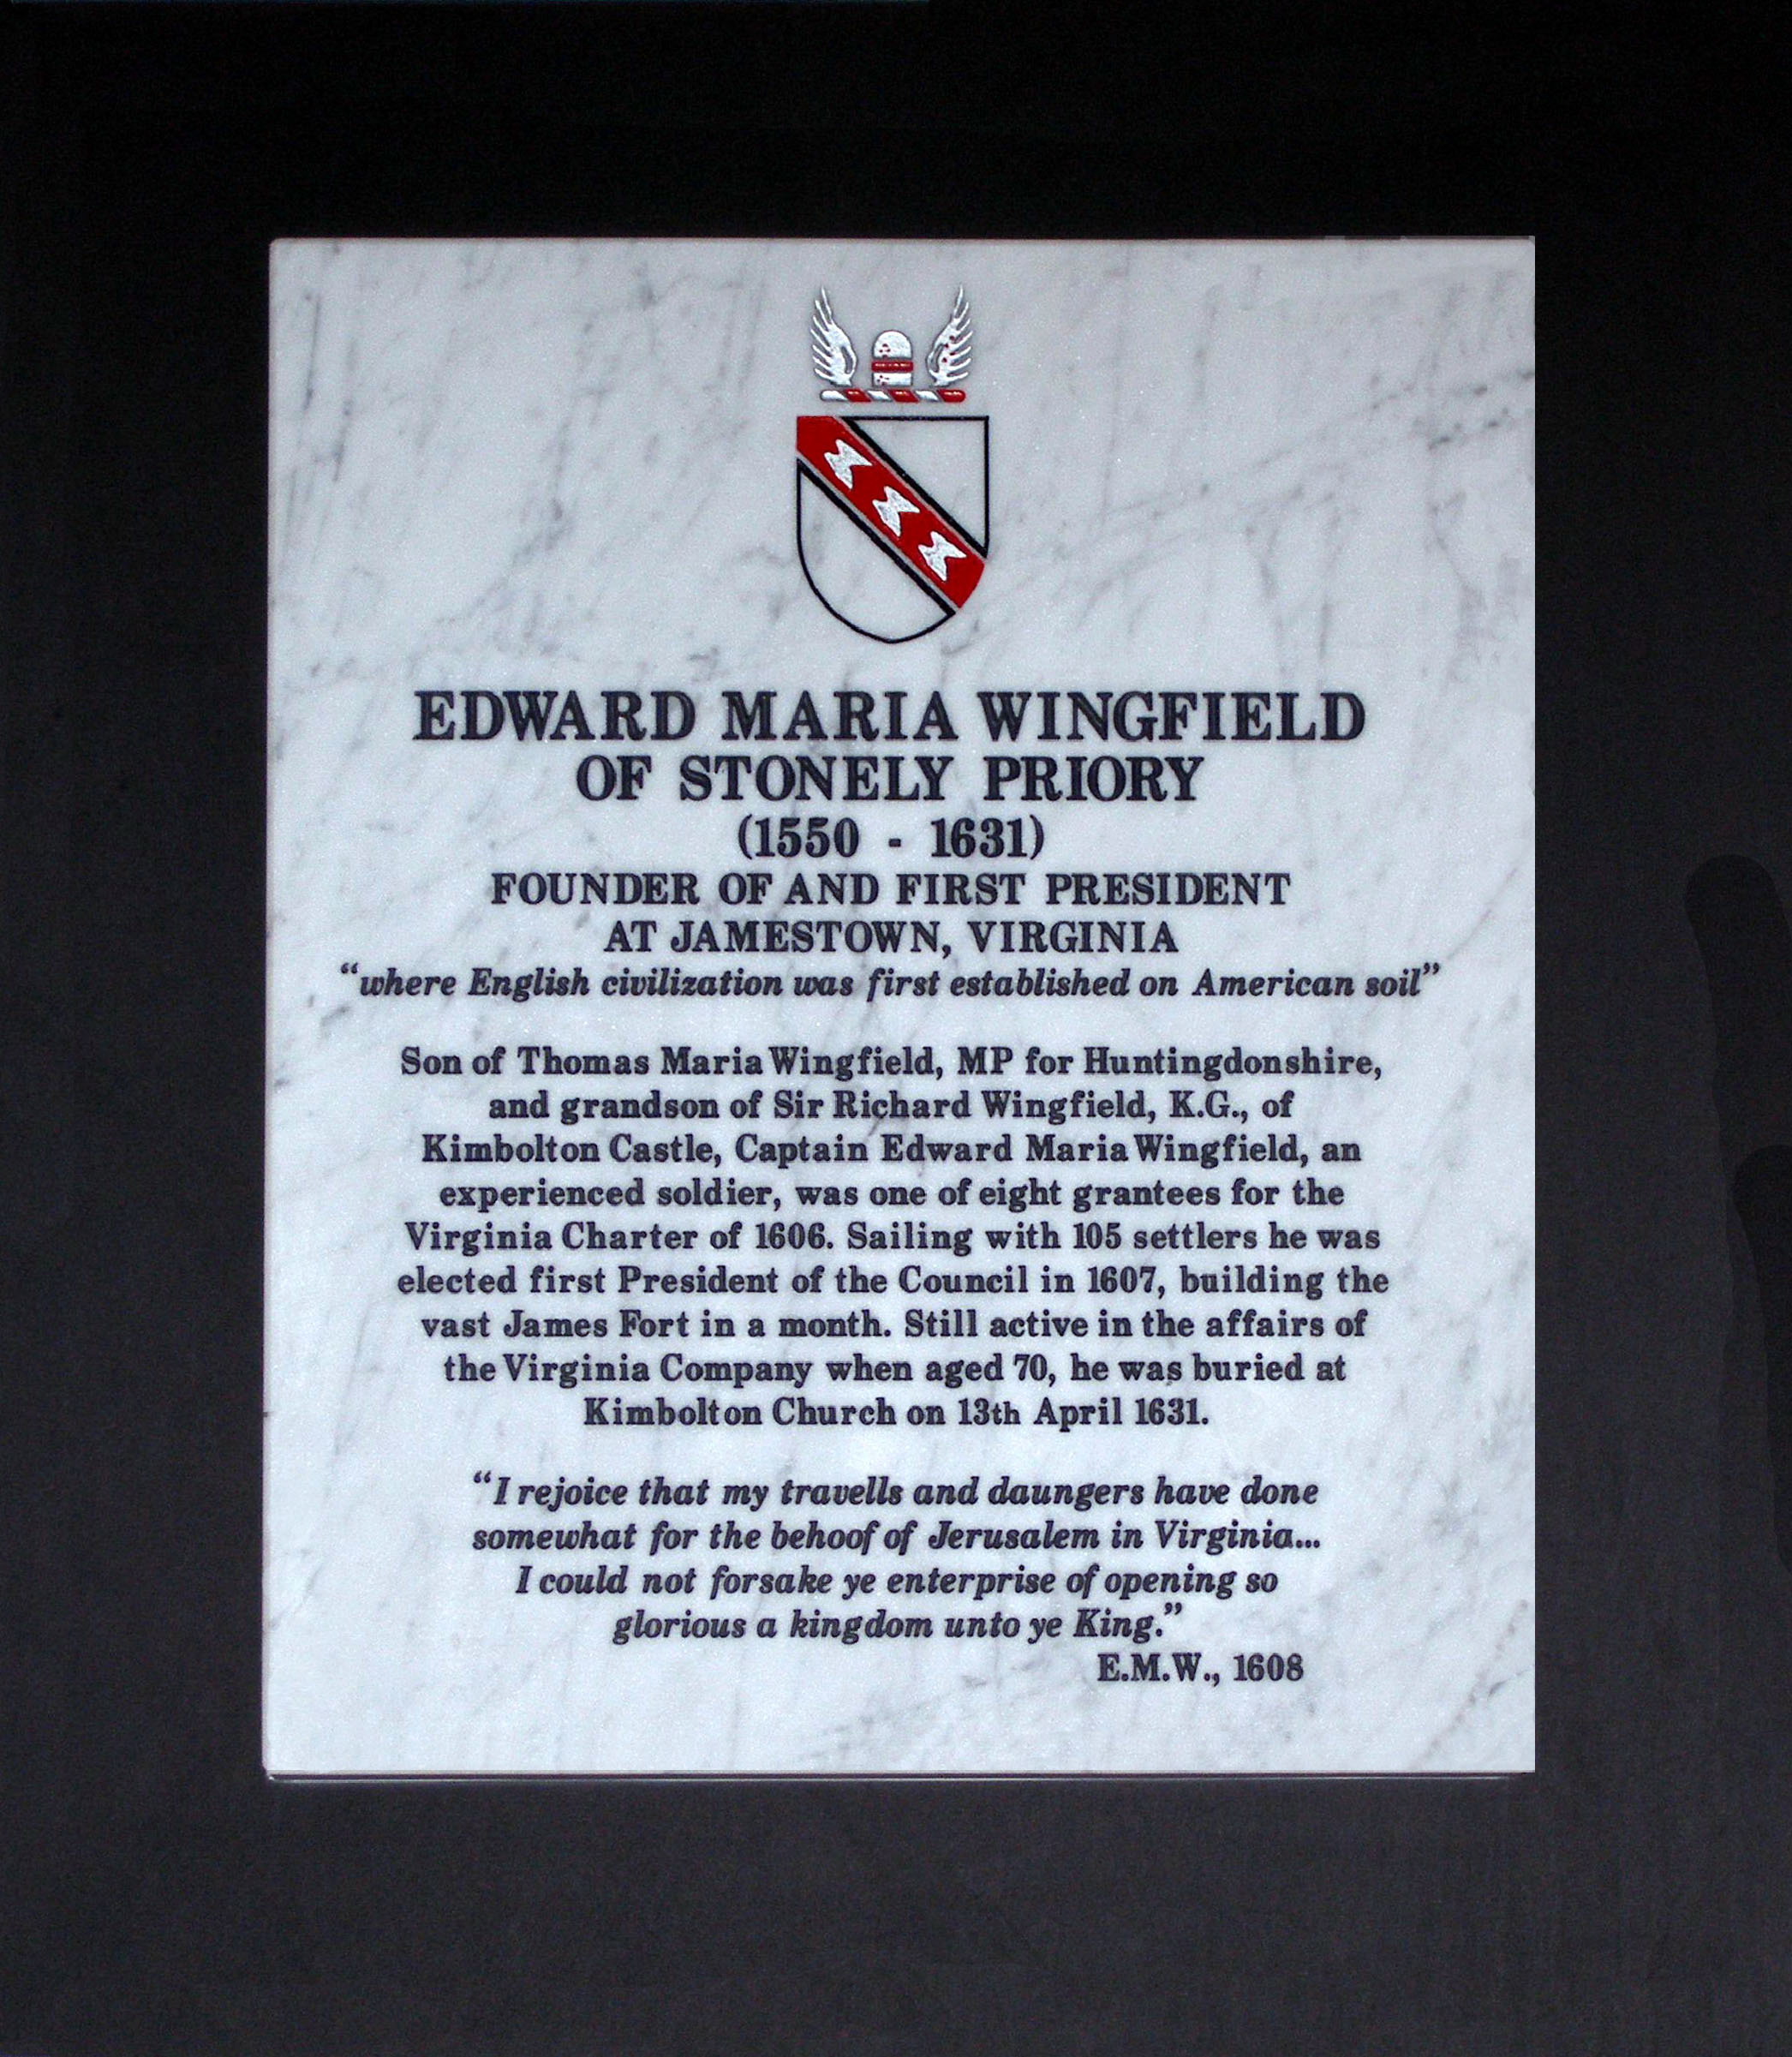 EDWARD MARIA WINGFIELD
OF STONELY PRIORY
(1550 - 1631)
FOUNDER OF AND FIRST PRESIDENT
AT JAMESTOWN, VIRGINIA
“where English civilization was first established on American soil”
Son of Thomas Maria Wingfield, MP for Huntingdonshire,
and grandson of Sir Richard Wingfield, K.G., of
Kimbolton Castle, Captain Edward Maria Wingfield, an
experienced soldier, was one of eight grantees for the
Virginia Charter of 1606. Sailing with 105 settlers he was
elected first President of the Council in 1607, building the
vast James Fort in a month. Still active in the affairs of
the Virginia Company when aged 70, he was buried at
Kimbolton Church on 13th April 1631.
“I rejoice that my travells and daungers have done
somewhat for the behoof of Jerusalem in Virginia...
I could not forsake ye enterprise of opening so
glorious a kingdom unto ye King.”
E.M.W., 1608